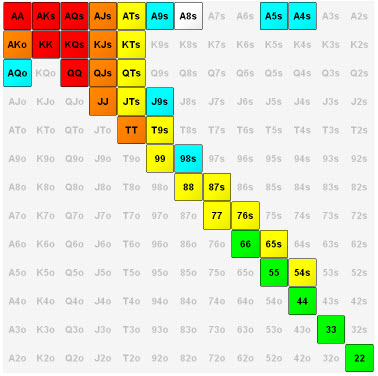 AA AKs AQs AJs ATs A9s A8s A7s A6s A5s A4s A3s A2s
AKo KK KQs KJs KTs K9s K8s K7s K6s K5s K4s K3s K2s
AQo KQo QQ QJs QTs Q9s Q8s Q7s Q6s Q5s Q4s Q3s Q2s
AJo KJo QJo JJ JTs J9s J8s J7s J6s J5s J4s J3s J2s
ATo KTo QTo JTo TT T9s T8s T7s T6s T5s T4s T3s T2s
A9o K9o Q9o J9o T9o 99 98s 97s 96s 95s 94s 93s 92s
A8o K8o Q8o J8o T8o 98o 88 87s 86s 85s 84s 83s 82s
A7o K7o Q7o J7o T7o 97o 87o 77 76s 75s 74s 73s 72s
A6o K6o Q6o J6o T6o 96o 86o 76o 66 65s 64s 63s 62s
A5o K5o Q5o J5o T5o 95o 85o 75o 65o 55 54s 53s 52s
A4o K4o Q4o J4o T4o 94o 84o 74o 64o 54o 44 43s 42s
A3o K3o Q3o J3o T3o 93o 83o 73o 63o 53o 43o 33 32s
A2o K2o Q2o J2o T2o 92o 82o 72o 62o 52o 42o 32o 22